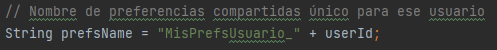 // Nombre de preferencias compartidas único para ese usuario
String prefsName = "MisPrefsUsuario_" + userId;